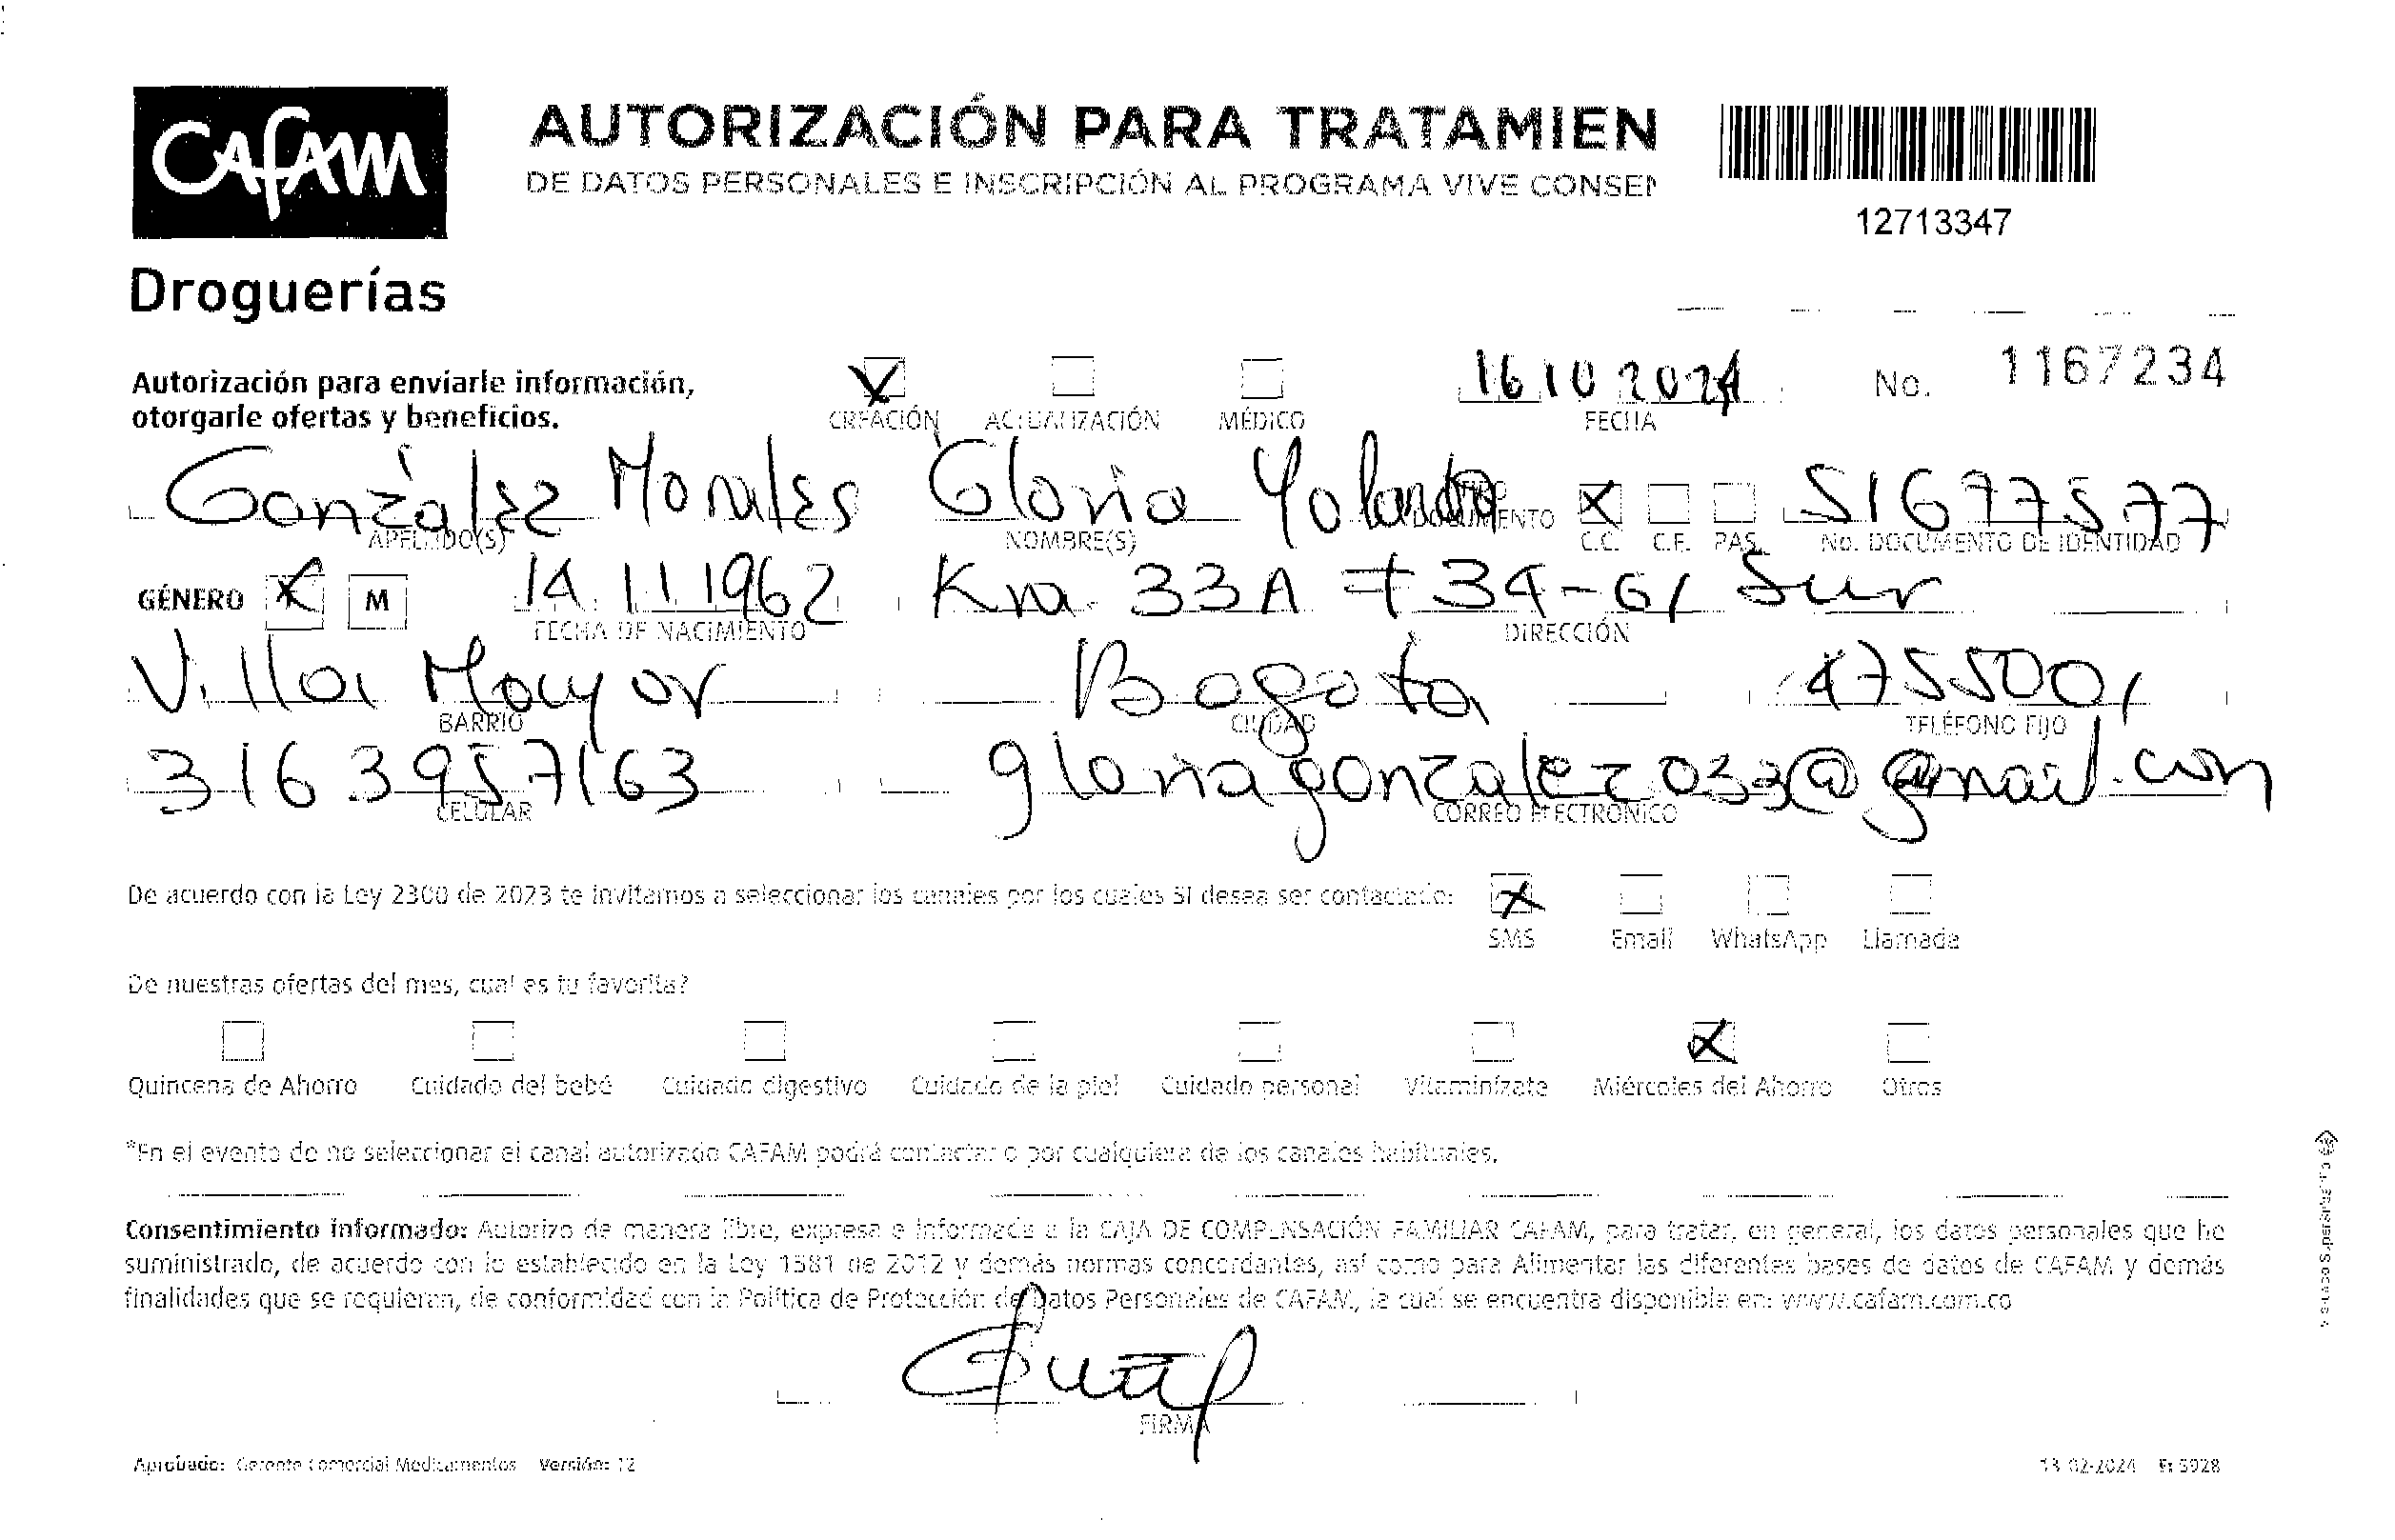 CAFAM
Droguerías
AUTORIZACIÓN PARA TRATAMIEN
DE DATOS PERSONALES E INSCRIPCIÓN AL PROGRAMA VIVE CONSEN
12713347
Autorización para enviarle información,
otorgarle ofertas y beneficios.
CREACIÓN ACTUALIZACIÓN MÉDICO
16 10 2024
FECHA
No. 1167234
González Morales Gloria Yolanda X 51697577
APELLIDO(S) NOMBRE(S) TIPO DOCUMENTO C.C. C.E. PAS. No. DOCUMENTO DE IDENTIDAD
GÉNERO X M 14 11 1962 Kra 33A # 34-61 Sur
FECHA DE NACIMIENTO DIRECCIÓN
Villa Mayor Bogota 4755001
BARRIO CIUDAD TELÉFONO FIJO
316 3957163 gloriagonzalez033@gmail.com
CELULAR CORREO ELECTRÓNICO
De acuerdo con la Ley 2300 de 2023 te invitamos a seleccionar los canales por los cuales SI desea ser contactado: X
SMS Email WhatsApp Llamada
De nuestras ofertas del mes, cual es tu favorita?
X
Quincena de Ahorro Cuidado del bebé Cuidado digestivo Cuidado de la piel Cuidado personal Vitaminízate Miércoles del Ahorro Otros
*En el evento de no seleccionar el canal autorizado CAFAM podrá contactar o por cualquiera de los canales habituales.
Consentimiento informado: Autorizo de manera libre, expresa e informada a la CAJA DE COMPENSACIÓN FAMILIAR CAFAM, para tratar, en general, los datos personales que he
suministrado, de acuerdo con lo establecido en la Ley 1581 de 2012 y demás normas concordantes, así como para Alimentar las diferentes bases de datos de CAFAM y demás
finalidades que se requieran, de conformidad con la Política de Protección de Datos Personales de CAFAM, la cual se encuentra disponible en: www.cafam.com.co
FIRMA
Aprobado: Gerente Comercial Medicamentos Versión: 12
13-02-2024 F: 5928
VIGILADO Supersubsidio